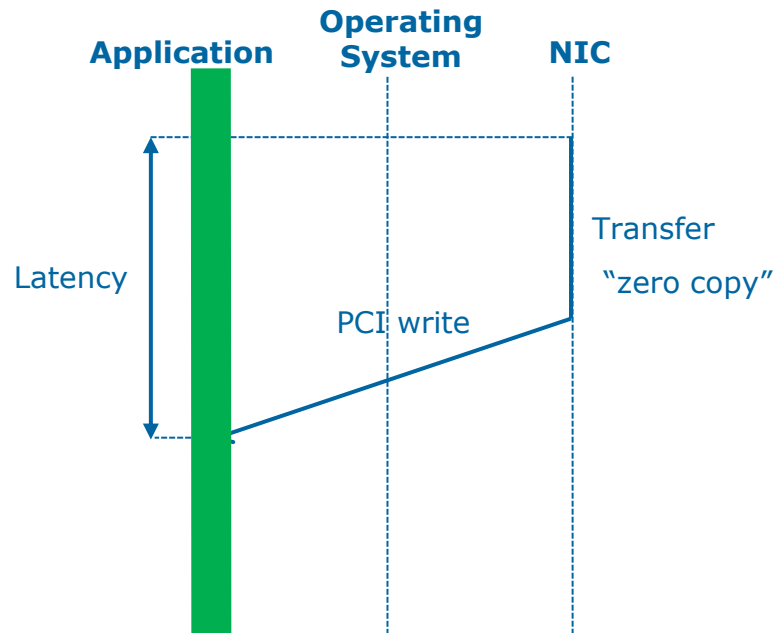 Application
Operating
System
NIC
Latency
PCI write
Transfer
“zero copy”